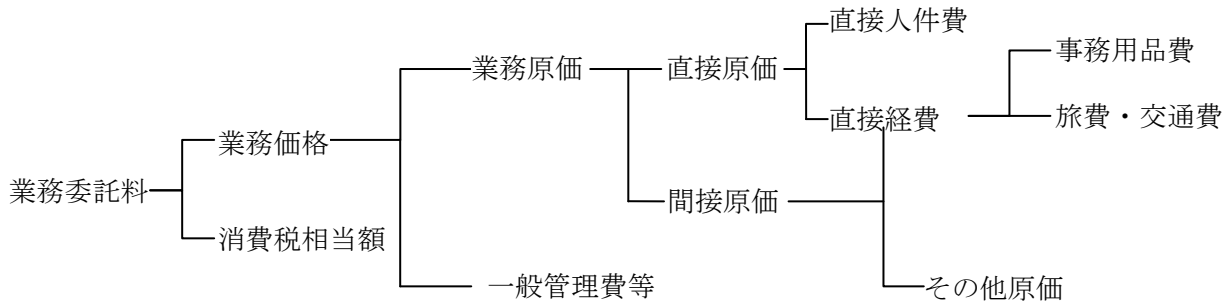 直接人件費
事務用品費
業務原価
直接原価
直接経費
旅費・交通費
業務価格
業務委託料
間接原価
消費税相当額
一般管理費等
その他原価